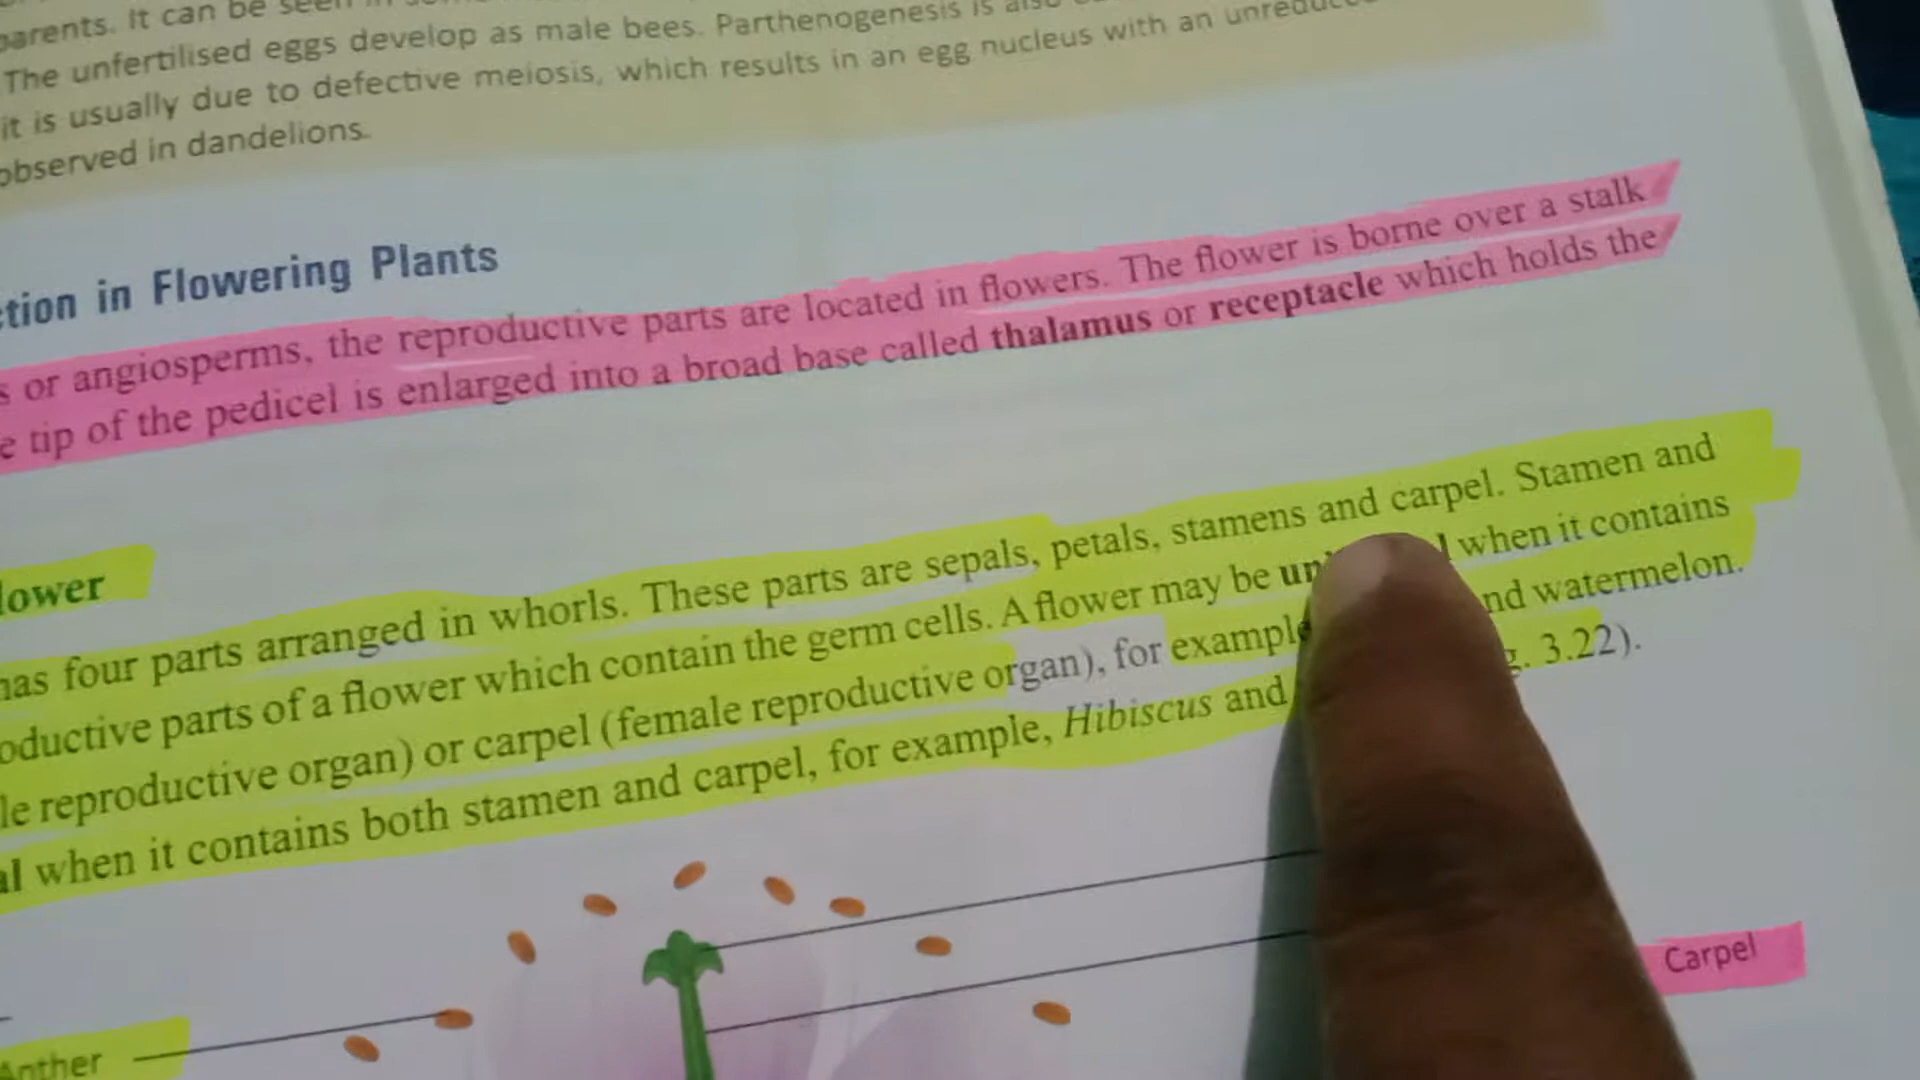 parents. It can be seen in
The unfertilised eggs develop as male bees. Parthenogenesis is also
it is usually due to defective meiosis, which results in an egg nucleus with an
observed in dandelions.
ction in Flowering Plants
s or angiosperms, the reproductive parts are located in flowers. The flower is borne over a stalk
e tip of the pedicel is enlarged into a broad base called thalamus or receptacle which holds the
lower
has four parts arranged in whorls. These parts are sepals, petals, stamens and carpel. Stamen and
oductive parts of a flower which contain the germ cells. A flower may be un l when it contains
le reproductive organ) or carpel (female reproductive organ), for example nd watermelon.
al when it contains both stamen and carpel, for example, Hibiscus and g. 3.22).
Carpel
Anther